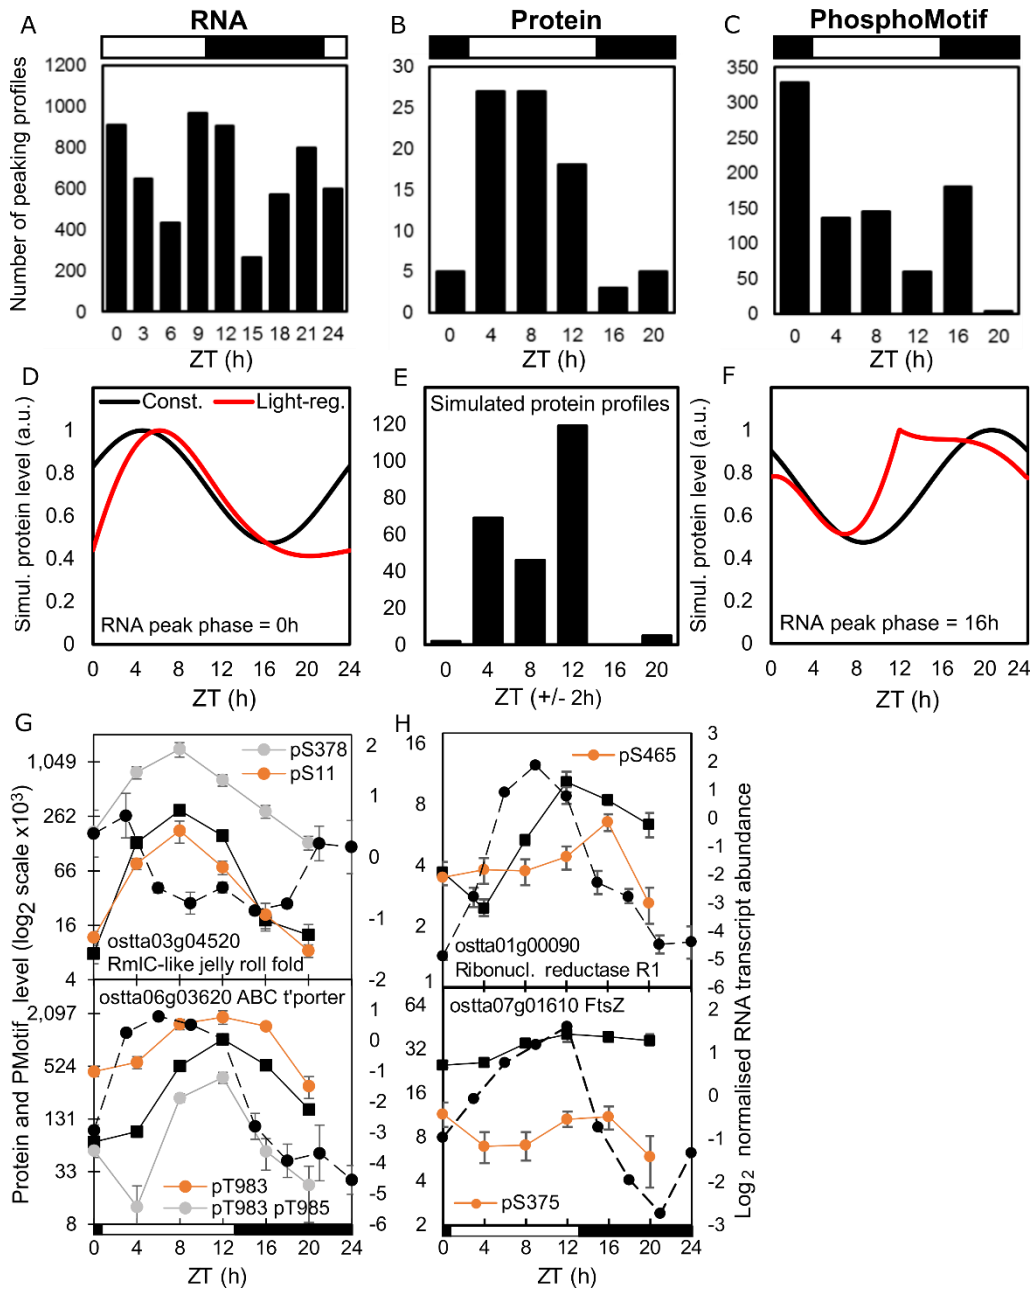 A
RNA
B
Protein
C
PhosphoMotif
Number of peaking profiles
1200
1000
800
600
400
200
0
0 3 6 9 12 15 18 21 24
ZT (h)
30
25
20
15
10
5
0
0 4 8 12 16 20
ZT (h)
350
300
250
200
150
100
50
0
0 4 8 12 16 20
ZT (h)
D
Simul. protein level (a.u.)
1
0.8
0.6
0.4
0.2
0
Const. Light-reg.
RNA peak phase = 0h
0 4 8 12 16 20 24
ZT (h)
E
Simulated protein profiles
120
100
80
60
40
20
0
0 4 8 12 16 20
ZT (+/- 2h)
F
Simul. protein level (a.u.)
1
0.8
0.6
0.4
0.2
0
RNA peak phase = 16h
0 4 8 12 16 20 24
ZT (h)
G
Protein and PMotif level (log2 scale x10³)
1,049
262
66
16
4
pS378
pS11
2
1
0
-1
-2
ostta03g04520
RmlC-like jelly roll fold
ostta06g03620 ABC t'porter
2,097
524
131
33
8
1
0
-1
-2
-3
-4
-5
-6
pT983
pT983 pT985
0 4 8 12 16 20 24
ZT (h)
H
16
8
4
2
1
pS465
3
2
1
0
-1
-2
-3
-4
-5
-6
ostta01g00090
Ribonucl. reductase R1
ostta07g01610 FtsZ
64
32
16
8
4
2
2
1
0
-1
-2
-3
pS375
0 4 8 12 16 20 24
ZT (h)
Log2 normalised RNA transcript abundance